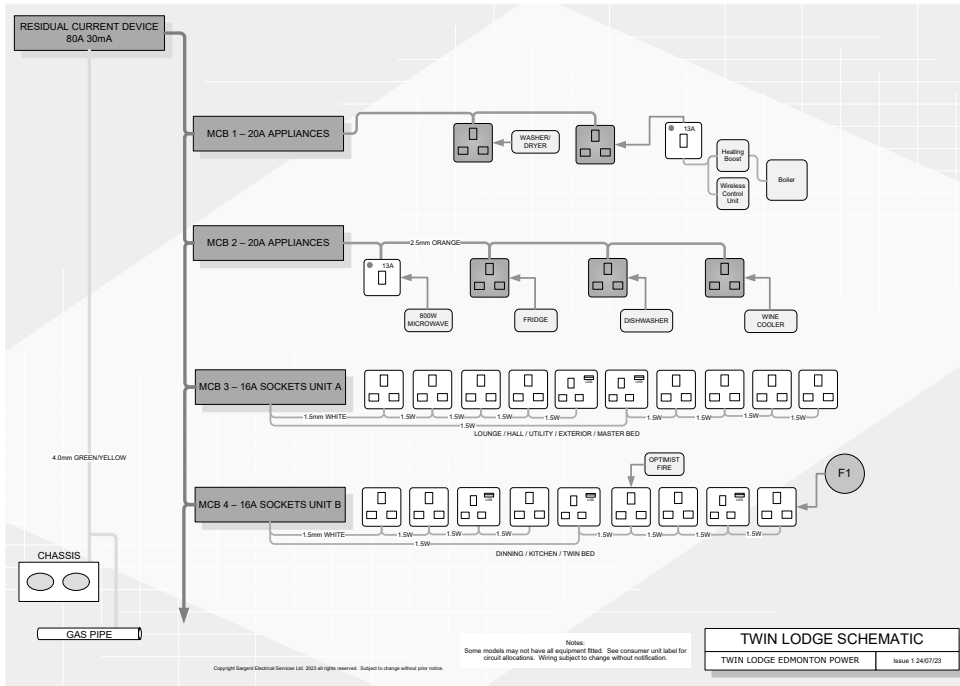 RESIDUAL CURRENT DEVICE
80A 30mA
MCB 1 – 20A APPLIANCES
WASHER/
DRYER
13A
Heating
Boost
Wireless
Control
Unit
Boiler
MCB 2 – 20A APPLIANCES
2.5mm ORANGE
13A
800W
MICROWAVE
FRIDGE
DISHWASHER
WINE
COOLER
MCB 3 – 16A SOCKETS UNIT A
USB
USB
1.5mm WHITE
1.5W
1.5W
1.5W
1.5W
1.5W
1.5W
1.5W
1.5W
1.5W
LOUNGE / HALL / UTILITY / EXTERIOR / MASTER BED
4.0mm GREEN/YELLOW
OPTIMIST
FIRE
F1
MCB 4 – 16A SOCKETS UNIT B
USB
USB
USB
1.5mm WHITE
1.5W
1.5W
1.5W
1.5W
1.5W
1.5W
1.5W
1.5W
DINNING / KITCHEN / TWIN BED
CHASSIS
GAS PIPE
Notes:
Some models may not have all equipment fitted. See consumer unit label for
circuit allocations. Wiring subject to change without notification.
Copyright Sargent Electrical Services Ltd. 2023 all rights reserved. Subject to change without prior notice.
TWIN LODGE SCHEMATIC
TWIN LODGE EDMONTON POWER
Issue 1 24/07/23